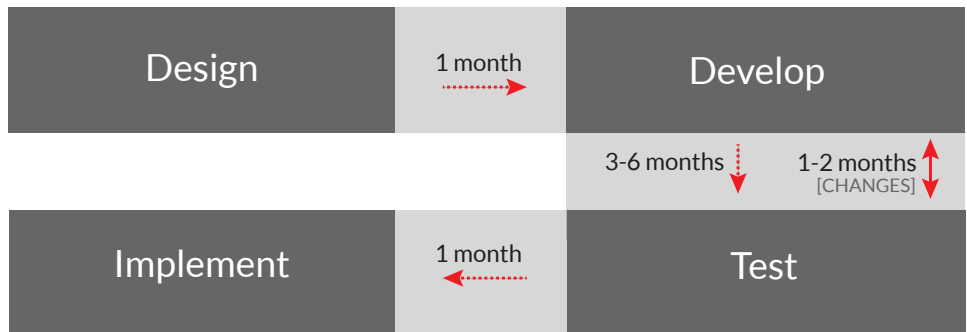 Design
1 month
Develop
3-6 months
1-2 months
[CHANGES]
Implement
1 month
Test